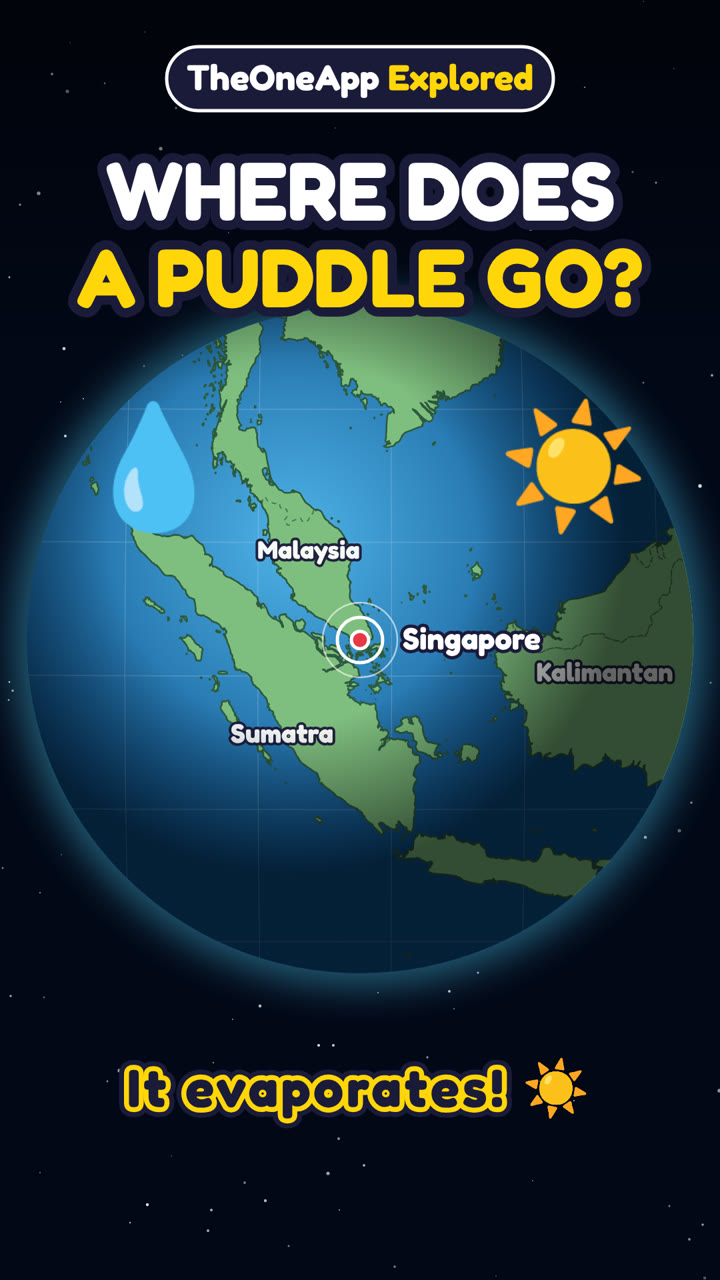 TheOneApp Explored
WHERE DOES
A PUDDLE GO?
Malaysia
Singapore
Kalimantan
Sumatra
It evaporates!